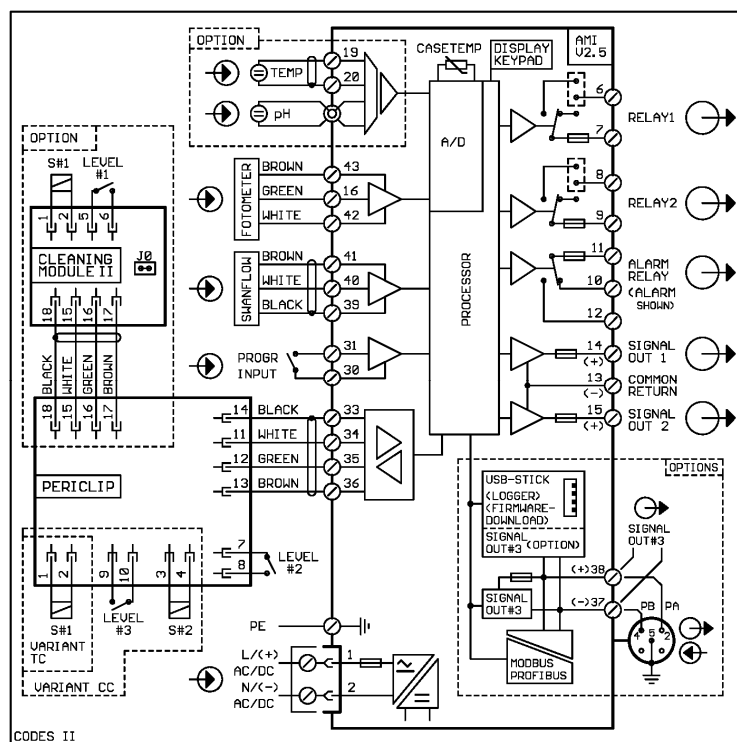 OPTION
19
TEMP
20
pH
CASETEMP
DISPLAY
KEYPAD
AMI
V2.5
A/D
PROCESSOR
6
7
RELAY1
8
9
RELAY2
11
10
12
ALARM
RELAY
(ALARM
SHOWN)
14
(+)
SIGNAL
OUT 1
13
(-)
COMMON
RETURN
15
(+)
SIGNAL
OUT 2
FOTOMETER
BROWN 43
GREEN 16
WHITE 42
SWANFLOW
BROWN 41
WHITE 40
BLACK 39
PROGR
INPUT
31
30
OPTION
S#1
LEVEL
#1
1 2 5 6
CLEANING
MODULE II
J0
18 15 16 17
BLACK WHITE GREEN BROWN
18 15 16 17
PERICLIP
14 BLACK 33
11 WHITE 34
12 GREEN 35
13 BROWN 36
7
8
LEVEL
#2
1 2 9 10 3 4
S#1
LEVEL
#3
S#2
VARIANT
TC
VARIANT CC
PE
L/(+)
AC/DC
1
N/(-)
AC/DC
2
OPTIONS
USB-STICK
(LOGGER)
(FIRMWARE-
DOWNLOAD)
SIGNAL
OUT#3 (OPTION)
SIGNAL
OUT#3
SIGNAL
OUT#3
(+)38
(-)37
PB PA
4 5 2
MODBUS
PROFIBUS
CODES II